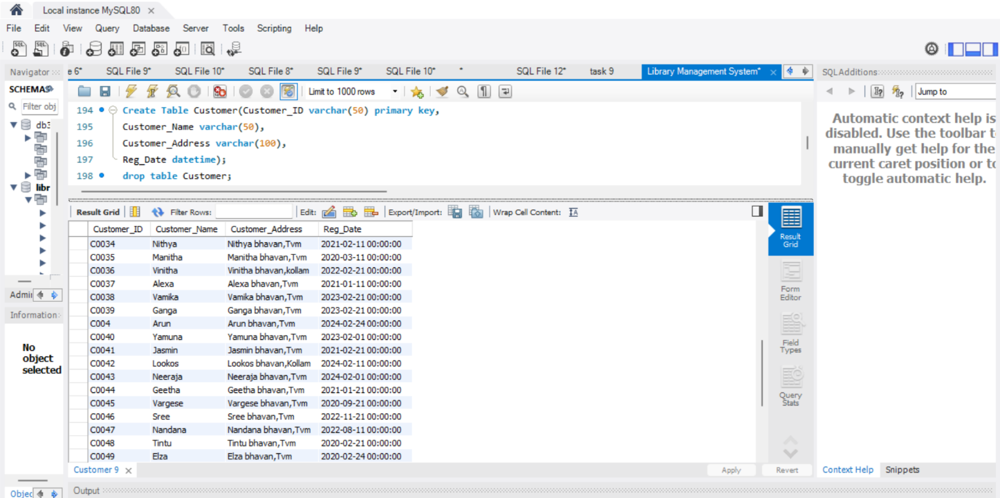 Local instance MySQL80 ×
File Edit View Query Database Server Tools Scripting Help
Navigator e 6* SQL File 9* SQL File 10* SQL File 8* SQL File 9* SQL File 10* * SQL File 12* task 9 Library Management System* × SQLAdditions
SCHEMAS Limit to 1000 rows Jump to
Filter obj
194 Create Table Customer(Customer_ID varchar(50) primary key,
195 Customer_Name varchar(50),
196 Customer_Address varchar(100),
197 Reg_Date datetime);
198 drop table Customer;
db3
libr
Automatic context help is
disabled. Use the toolbar t
manually get help for the
current caret position or to
toggle automatic help.
Result Grid Filter Rows: Edit: Export/Import: Wrap Cell Content:
Customer_ID Customer_Name Customer_Address Reg_Date
C0034 Nithya Nithya bhavan,Tvm 2021-02-11 00:00:00
C0035 Manitha Manitha bhavan,Tvm 2020-03-11 00:00:00
C0036 Vinitha Vinitha bhavan,kollam 2022-02-21 00:00:00
C0037 Alexa Alexa bhavan,Tvm 2021-01-11 00:00:00
C0038 Vamika Vamika bhavan,Tvm 2023-02-21 00:00:00
C0039 Ganga Ganga bhavan,Tvm 2023-02-21 00:00:00
C004 Arun Arun bhavan,Tvm 2024-02-24 00:00:00
C0040 Yamuna Yamuna bhavan,Tvm 2023-02-01 00:00:00
C0041 Jasmin Jasmin bhavan,Tvm 2021-02-21 00:00:00
C0042 Lookos Lookos bhavan,Kollam 2024-02-11 00:00:00
C0043 Neeraja Neeraja bhavan,Tvm 2024-02-01 00:00:00
C0044 Geetha Geetha bhavan,Tvm 2021-01-21 00:00:00
C0045 Vargese Vargese bhavan,Tvm 2020-09-21 00:00:00
C0046 Sree Sree bhavan,Tvm 2022-11-21 00:00:00
C0047 Nandana Nandana bhavan,Tvm 2022-08-11 00:00:00
C0048 Tintu Tintu bhavan,Tvm 2020-02-21 00:00:00
C0049 Elza Elza bhavan,Tvm 2020-02-24 00:00:00
Result
Grid
Form
Editor
Field
Types
Query
Stats
Admi
Information
No
object
selected
Customer 9 × Apply Revert Context Help Snippets
Objec Output